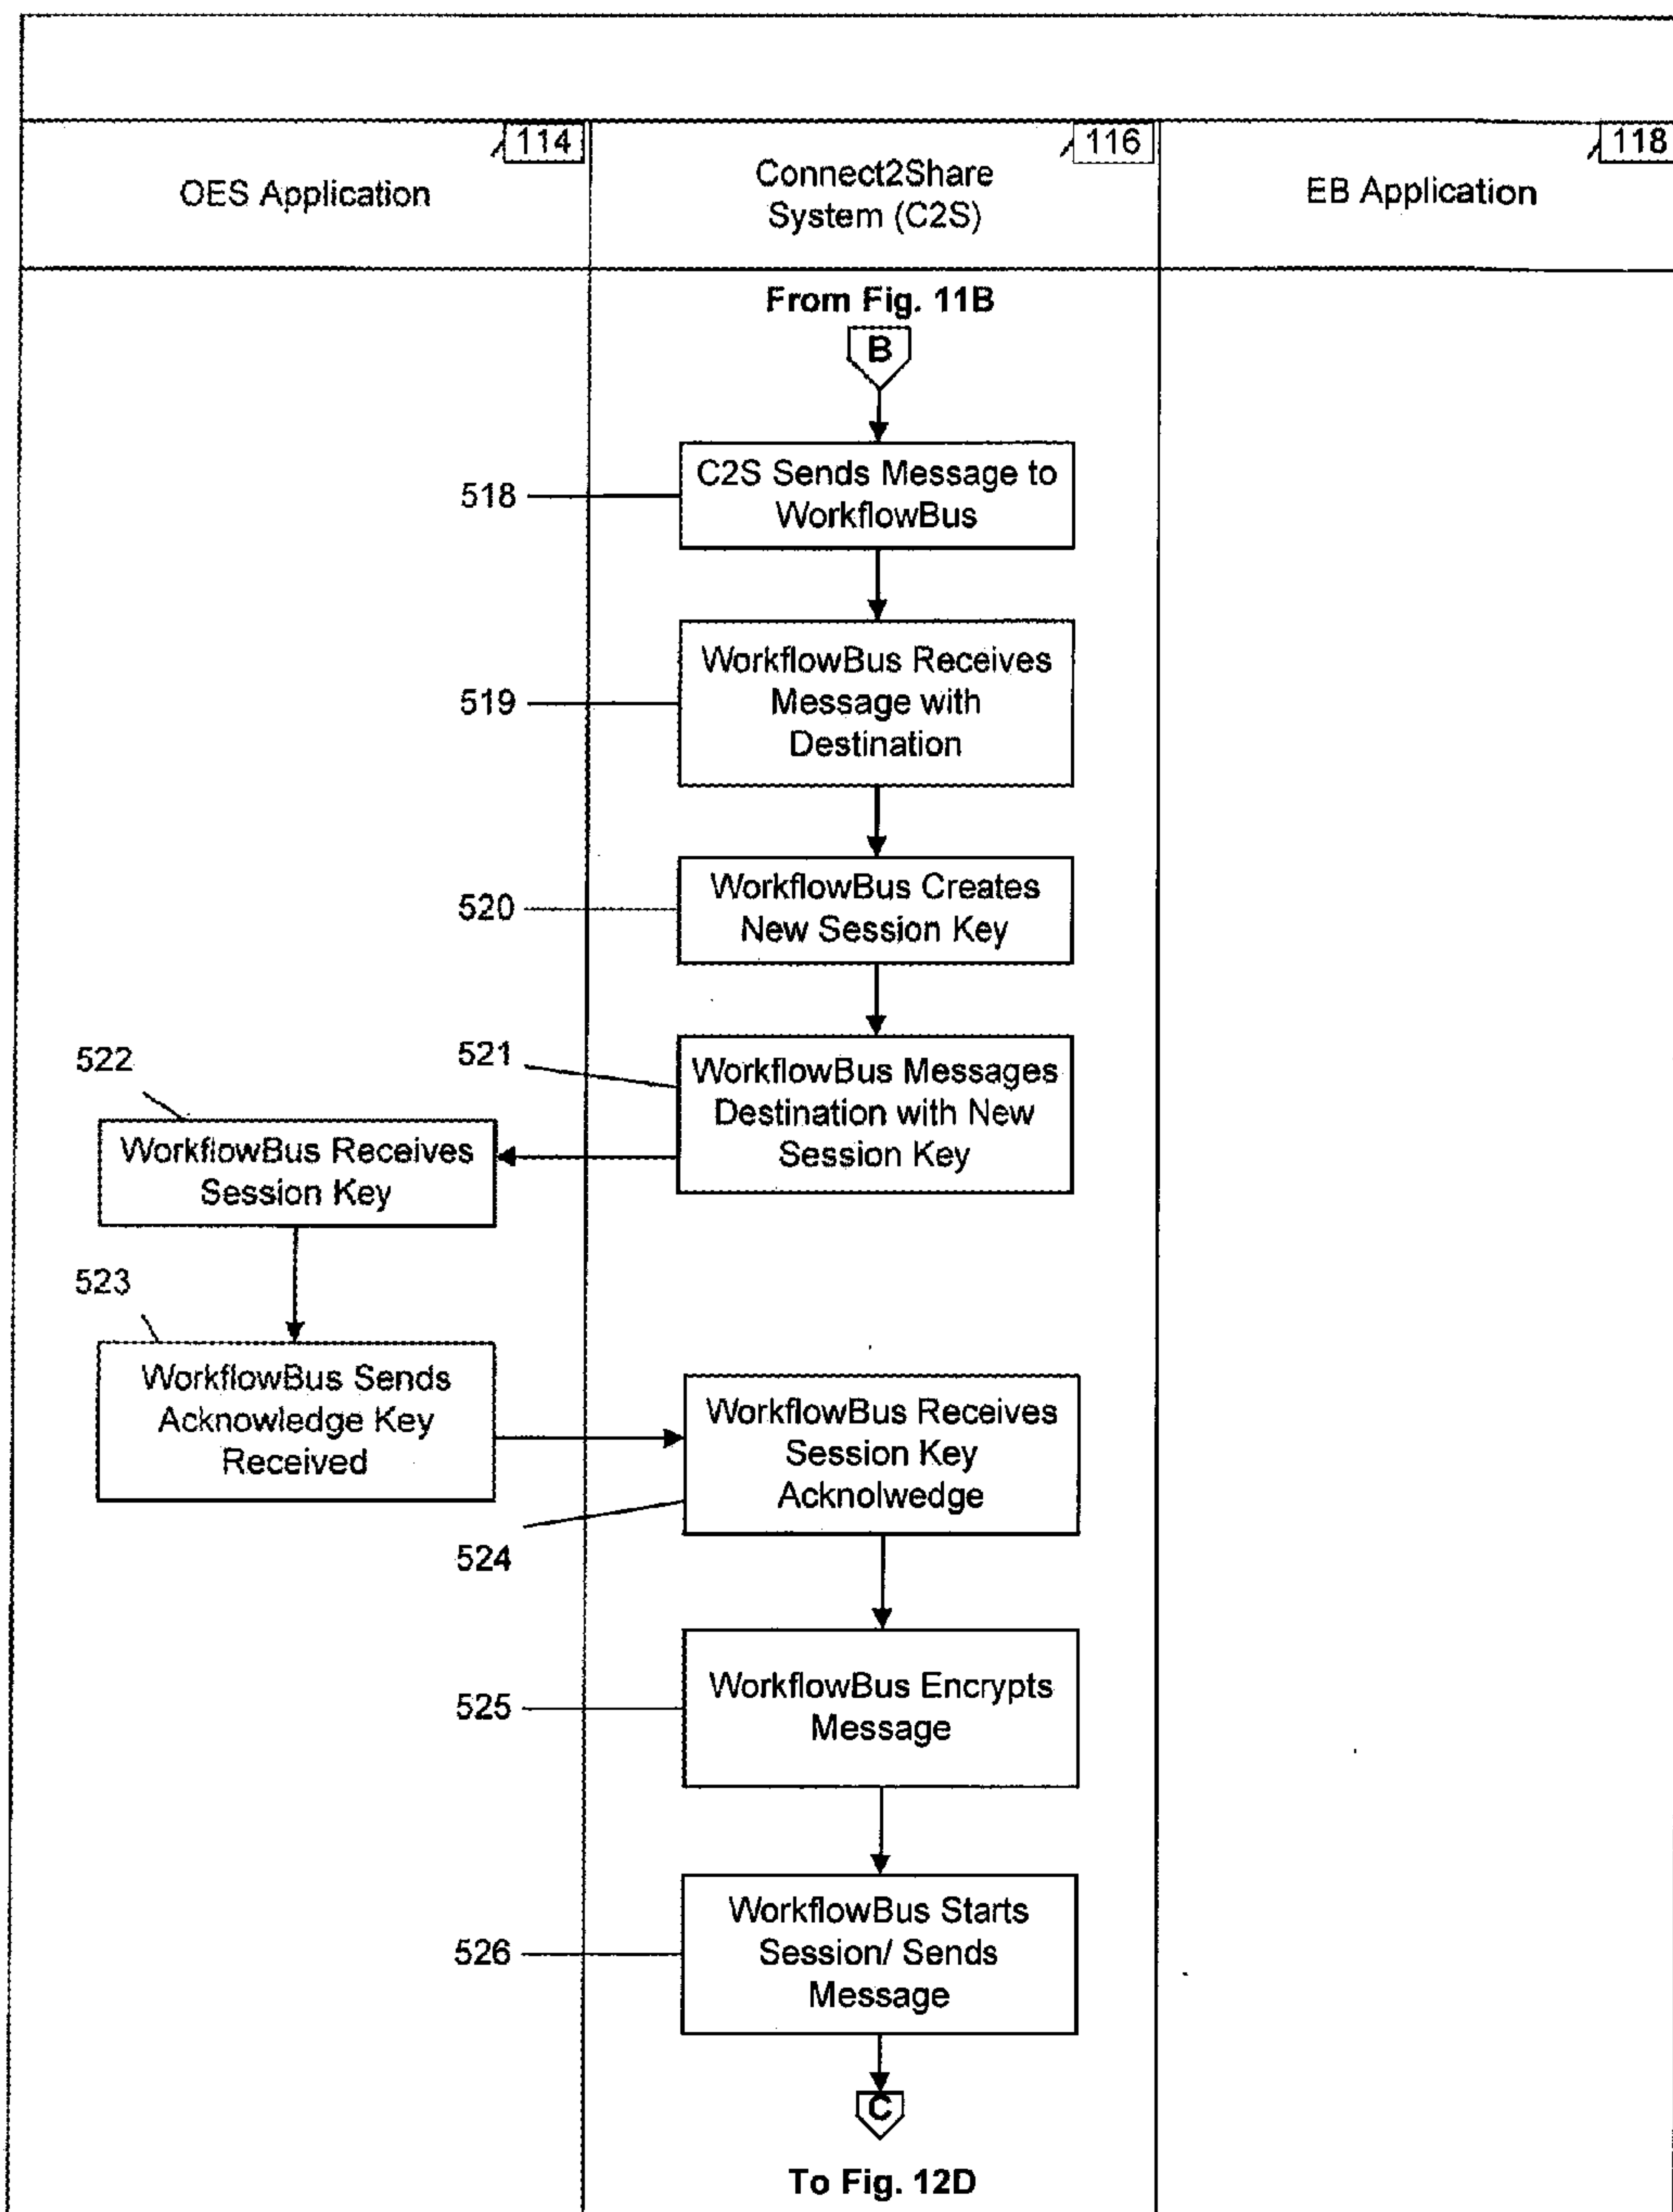 114
OES Application
116
Connect2Share
System (C2S)
118
EB Application
From Fig. 11B
B
518
C2S Sends Message to
WorkflowBus
519
WorkflowBus Receives
Message with
Destination
520
WorkflowBus Creates
New Session Key
521
WorkflowBus Messages
Destination with New
Session Key
522
WorkflowBus Receives
Session Key
523
WorkflowBus Sends
Acknowledge Key
Received
WorkflowBus Receives
Session Key
Acknolwedge
524
525
WorkflowBus Encrypts
Message
526
WorkflowBus Starts
Session/ Sends
Message
C
To Fig. 12D